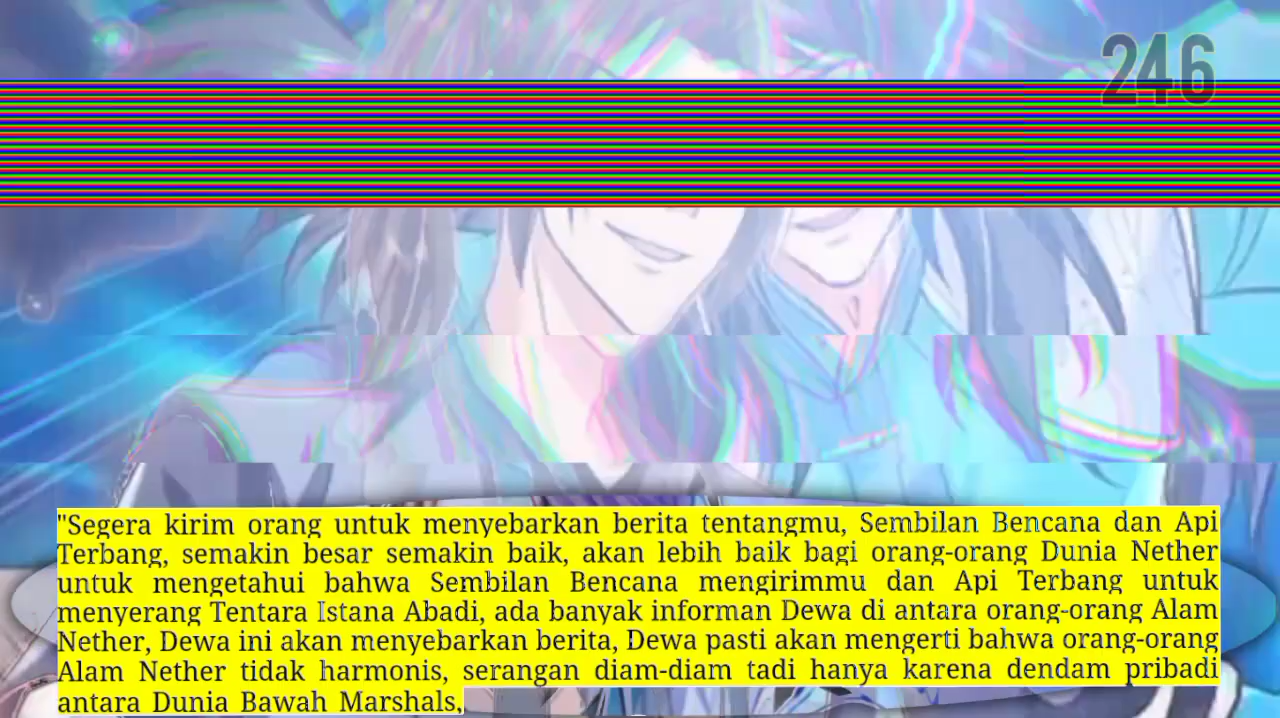 246
"Segera kirim orang untuk menyebarkan berita tentangmu, Sembilan Bencana dan Api
Terbang, semakin besar semakin baik, akan lebih baik bagi orang-orang Dunia Nether
untuk mengetahui bahwa Sembilan Bencana mengirimmu dan Api Terbang untuk
menyerang Tentara Istana Abadi, ada banyak informan Dewa di antara orang-orang Alam
Nether, Dewa ini akan menyebarkan berita, Dewa pasti akan mengerti bahwa orang-orang
Alam Nether tidak harmonis, serangan diam-diam tadi hanya karena dendam pribadi
antara Dunia Bawah Marshals,